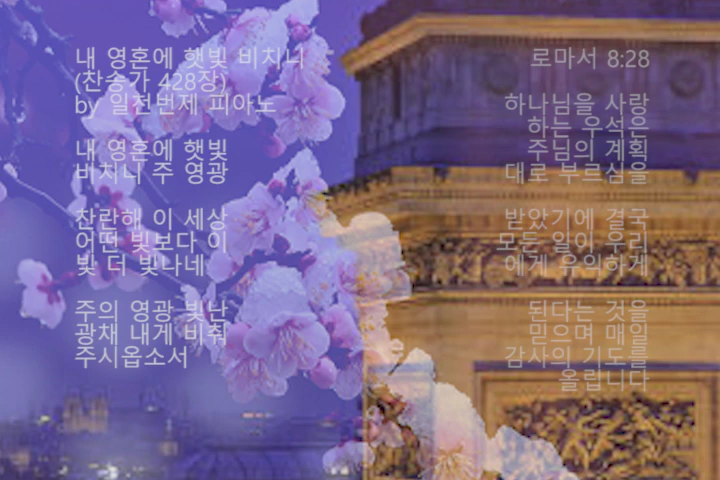 내 영혼에 햇빛 비치니
(찬송가 428장)
by 일천번제 피아노
내 영혼에 햇빛
비치니 주 영광
찬란해 이 세상
어떤 빛보다 이
빛 더 빛나네
주의 영광 빛난
광채 내게 비춰
주시옵소서
로마서 8:28
하나님을 사랑
하는 우석은
주님의 계획
대로 부르심을
받았기에 결국
모든 일이 우리
에게 유익하게
된다는 것을
믿으며 매일
감사의 기도를
올립니다